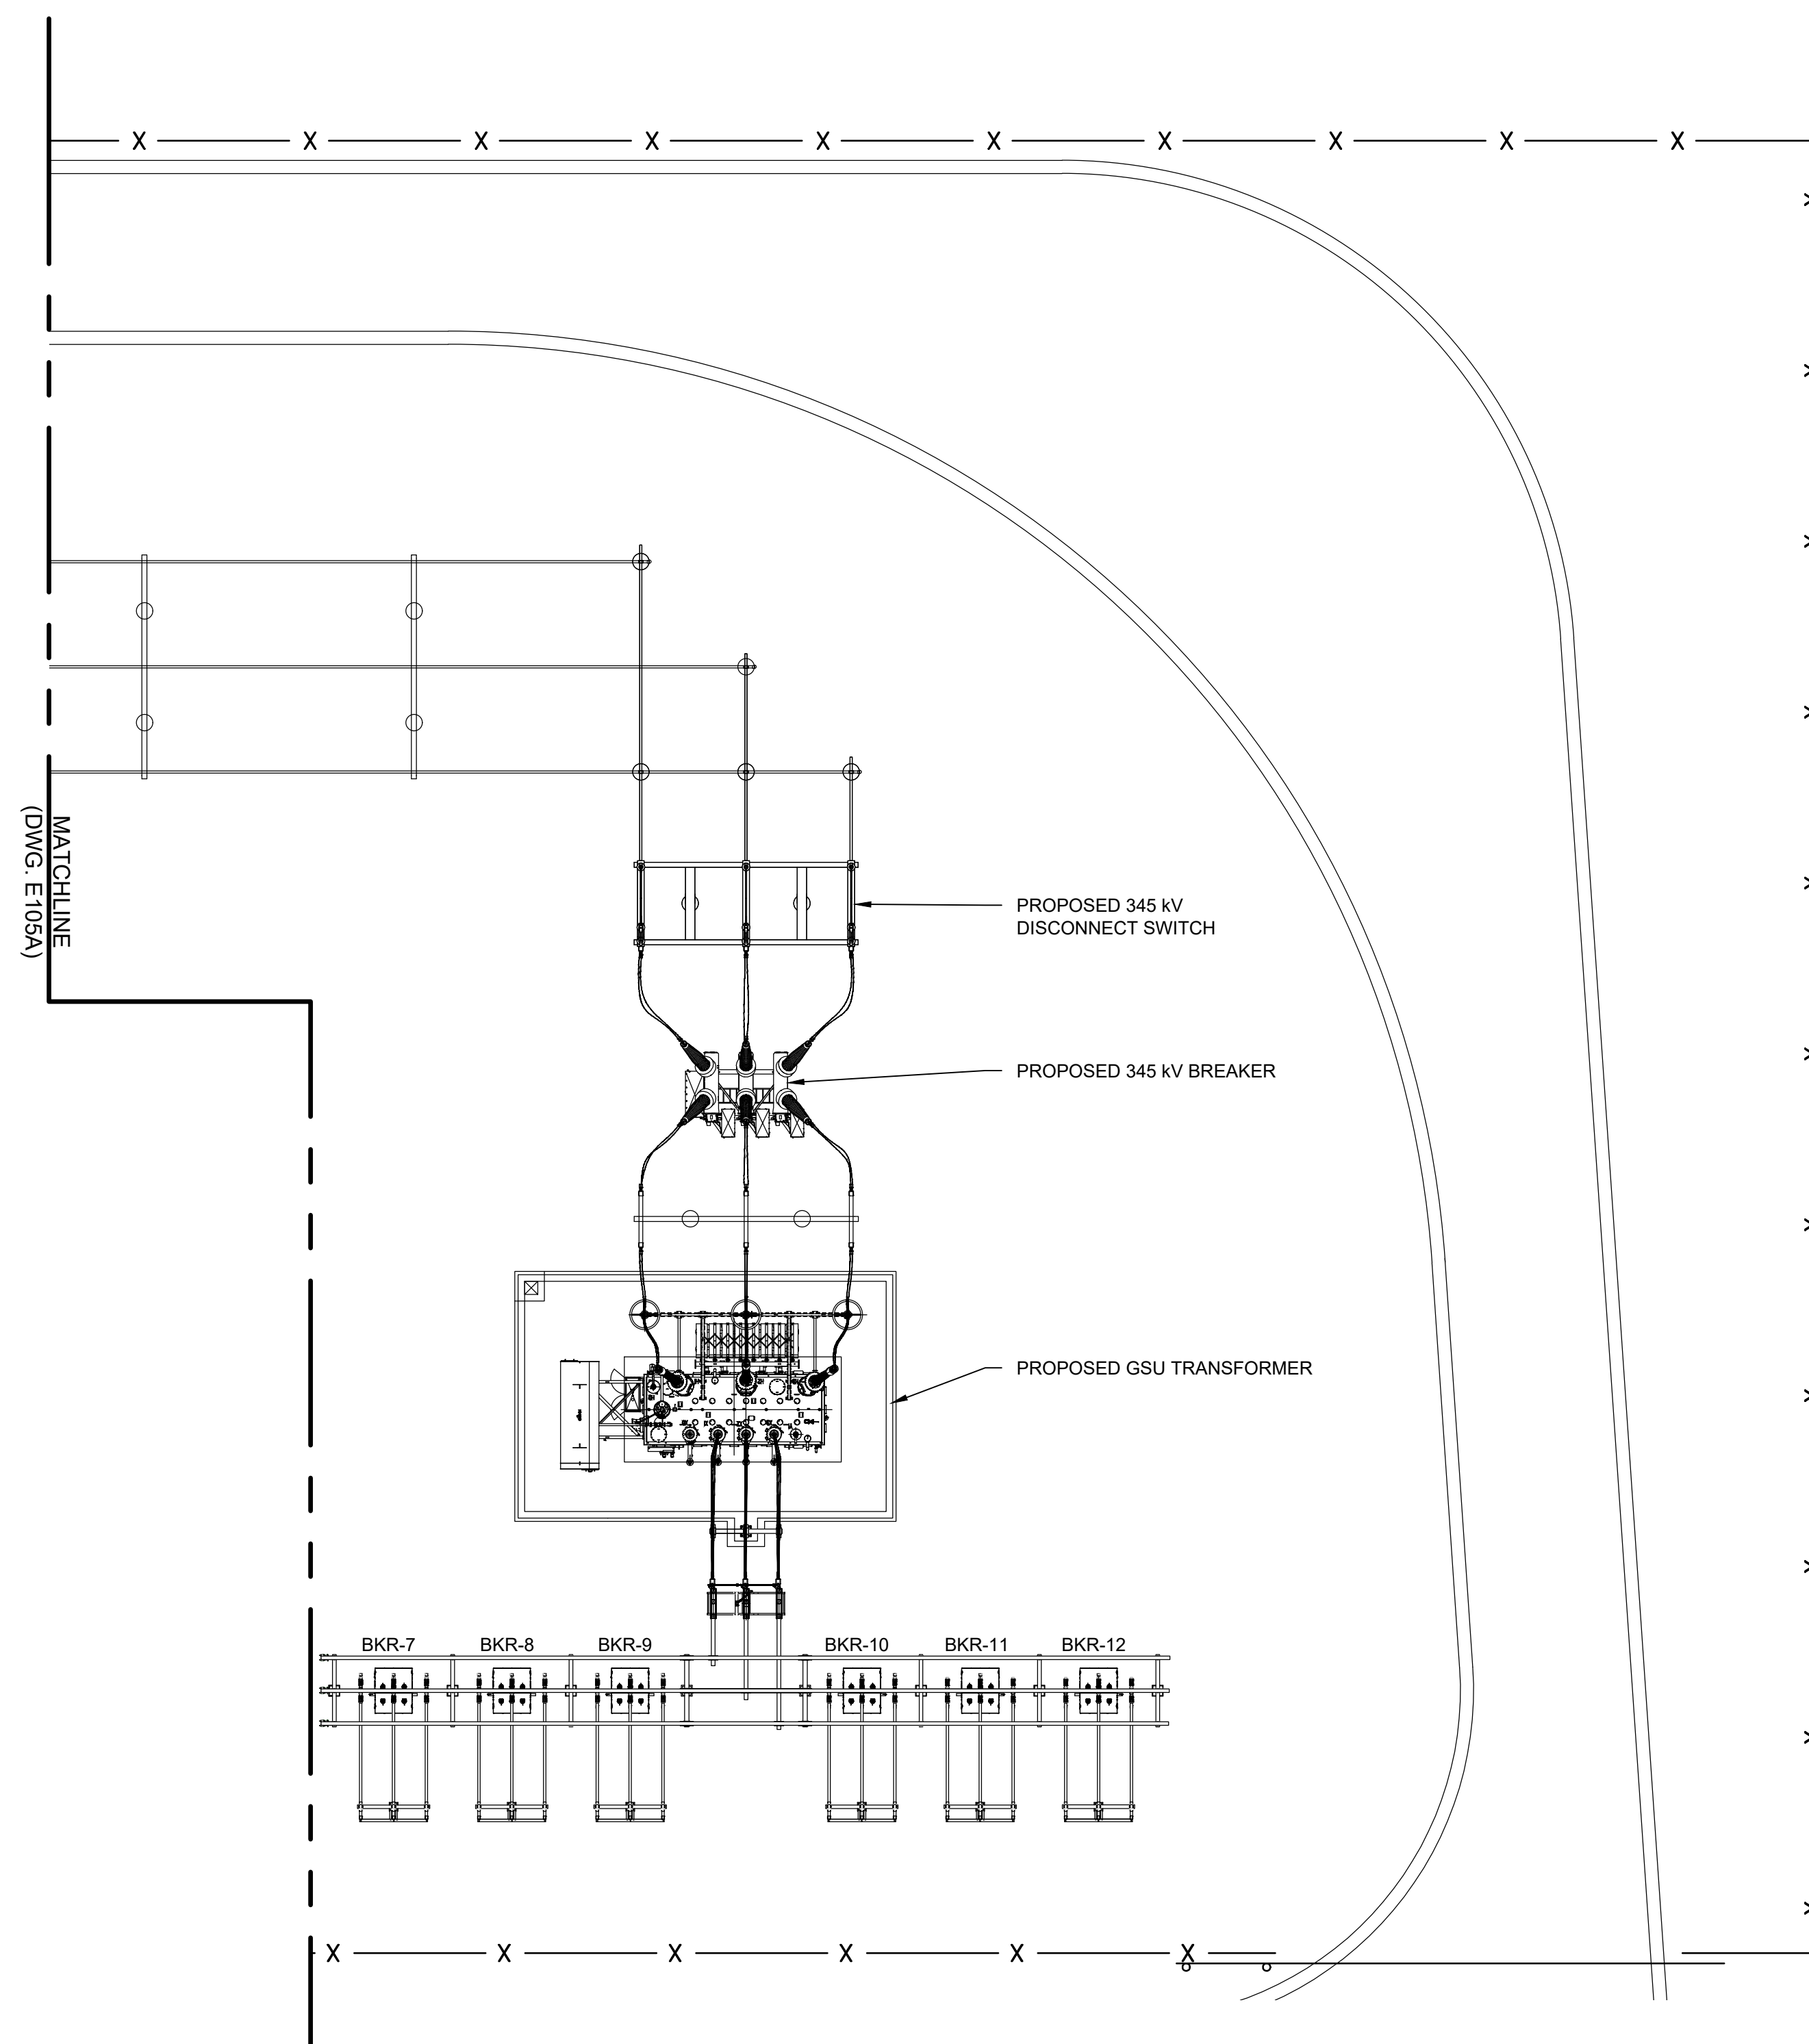 MATCHLINE
(DWG. E105A)
PROPOSED 345 kV
DISCONNECT SWITCH
PROPOSED 345 kV BREAKER
PROPOSED GSU TRANSFORMER
BKR-7
BKR-8
BKR-9
BKR-10
BKR-11
BKR-12